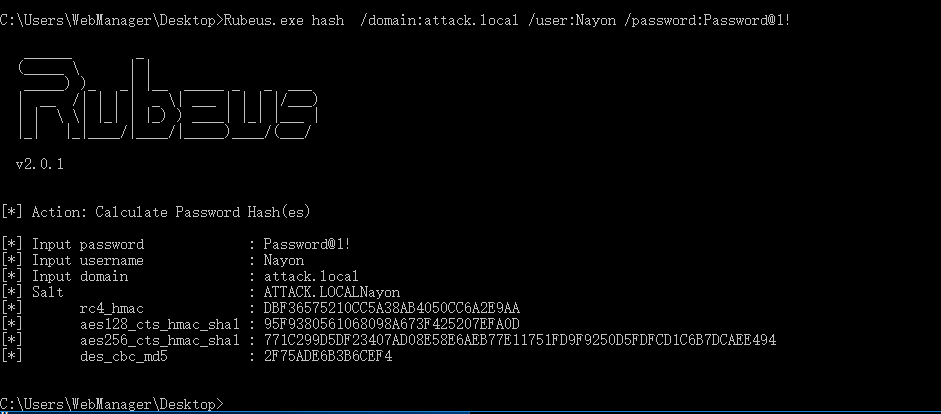 C:\Users\WebManager\Desktop>Rubeus.exe hash  /domain:attack.local /user:Nayon /password:Password@1!
Rubeus
v2.0.1
[*] Action: Calculate Password Hash(es)
[*] Input password             : Password@1!
[*] Input username             : Nayon
[*] Input domain               : attack.local
[*] Salt                       : ATTACK.LOCALNayon
[*]       rc4_hmac             : DBF36575210CC5A38AB4050CC6A2E9AA
[*]       aes128_cts_hmac_sha1 : 95F9380561068098A673F425207EFA0D
[*]       aes256_cts_hmac_sha1 : 771C299D5DF23407AD08E58E6AEB77E11751FD9F9250D5FDFCD1C6B7DCAEE494
[*]       des_cbc_md5          : 2F75ADE6B3B6CEF4
C:\Users\WebManager\Desktop>